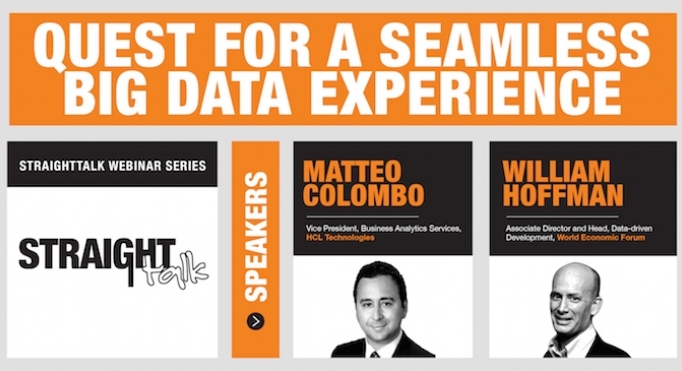 QUEST FOR A SEAMLESS
BIG DATA EXPERIENCE
STRAIGHTTALK WEBINAR SERIES
STRAIGHT
talk
SPEAKERS
MATTEO
COLOMBO
Vice President, Business Analytics Services,
HCL Technologies
WILLIAM
HOFFMAN
Associate Director and Head, Data-driven
Development, World Economic Forum